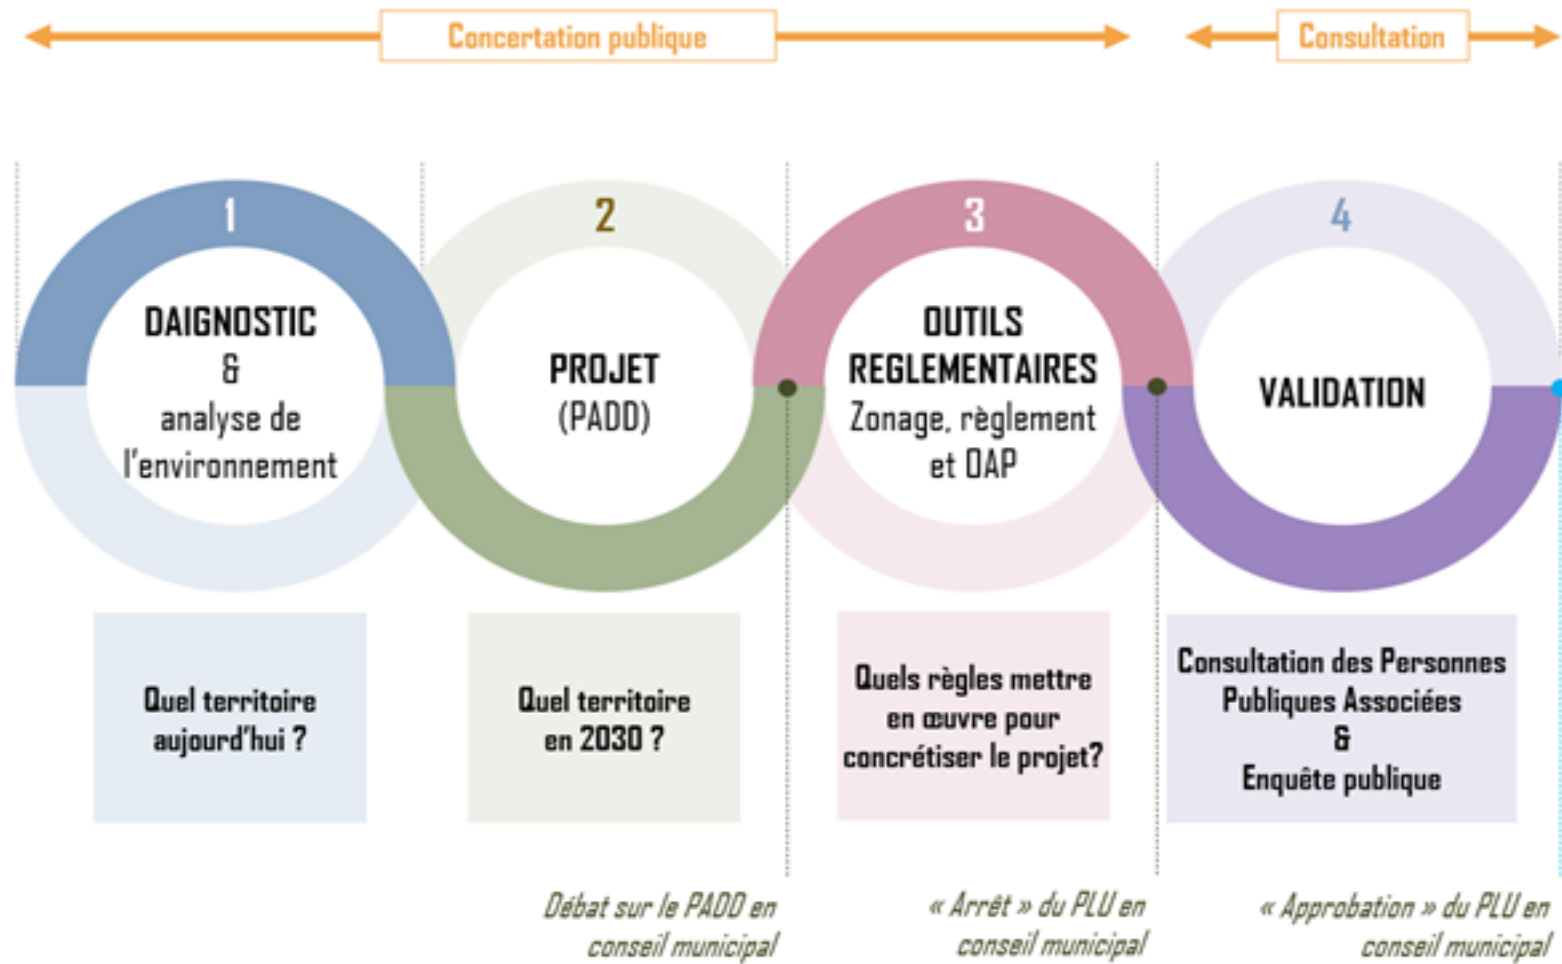 Concertation publique
Consultation
1
DAIGNOSTIC
&
analyse de
l'environnement
2
PROJET
(PADD)
3
OUTILS
REGLEMENTAIRES
Zonage, règlement
et OAP
4
VALIDATION
Quel territoire
aujourd'hui ?
Quel territoire
en 2030 ?
Quels règles mettre
en œuvre pour
concrétiser le projet?
Consultation des Personnes
Publiques Associées
&
Enquête publique
Débat sur le PADD en
conseil municipal
« Arrêt » du PLU en
conseil municipal
« Approbation » du PLU en
conseil municipal